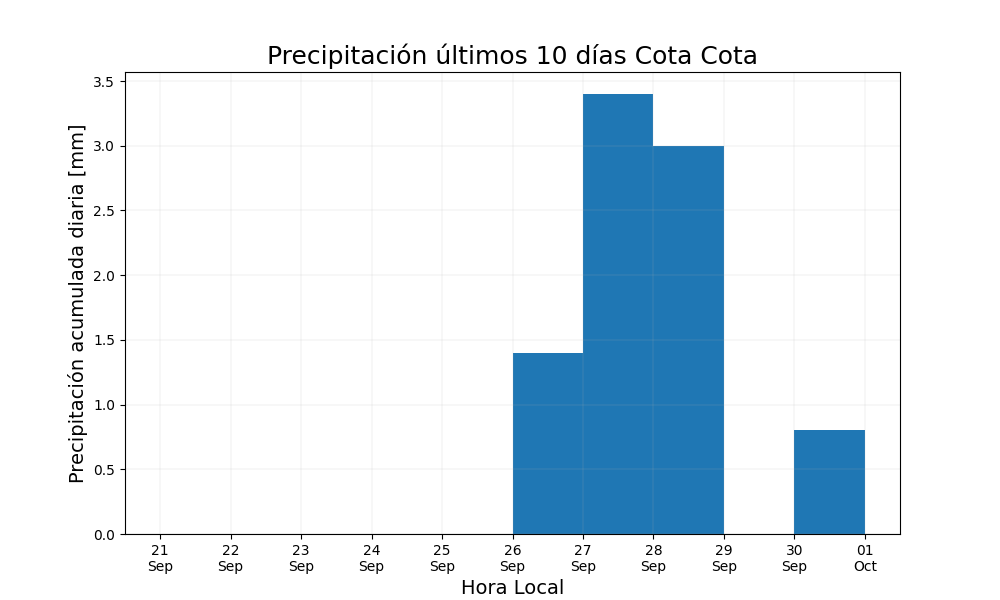 Precipitación últimos 10 días Cota Cota
Precipitación acumulada diaria [mm]
3.5
3.0
2.5
2.0
1.5
1.0
0.5
0.0
21 22 23 24 25 26 27 28 29 30 01
Sep Sep Sep Sep Sep Sep Sep Sep Sep Sep Oct
Hora Local